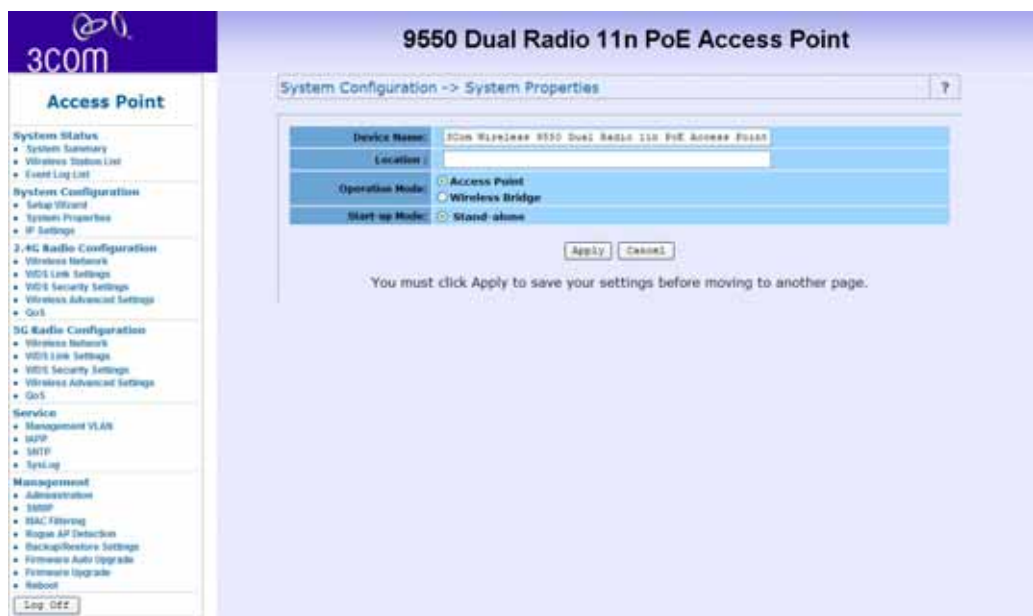 3COM
9550 Dual Radio 11n PoE Access Point
Access Point
System Status
System Summary
Wireless Station List
Event Log List
System Configuration
Setup Wizard
System Properties
IP Settings
2.4G Radio Configuration
Wireless Network
WDS Link Settings
WDS Security Settings
Wireless Advanced Settings
QoS
5G Radio Configuration
Wireless Network
WDS Link Settings
WDS Security Settings
Wireless Advanced Settings
QoS
Service
Management VLAN
IAPP
SNTP
SysLog
Management
Administration
SNMP
MAC Filtering
Rogue AP Detection
Backup/Restore Settings
Firmware Auto Upgrade
Firmware Upgrade
Reboot
Log Off
System Configuration -> System Properties ?
Device Name: 3Com Wireless 9550 Dual Radio 11n PoE Access Point
Location :
Operation Mode: Access Point
Wireless Bridge
Start-up Mode: Stand-alone
Apply Cancel
You must click Apply to save your settings before moving to another page.